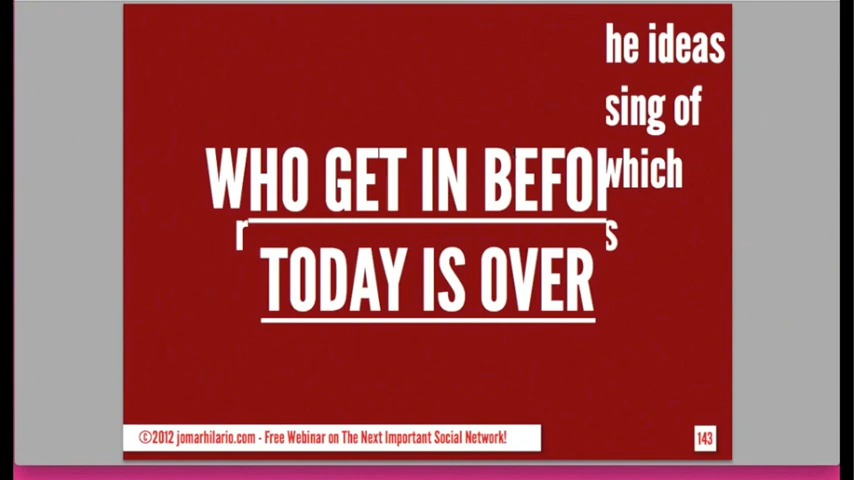 he ideas
sing of
which
WHO GET IN BEFO
r s
TODAY IS OVER
©2012 jomarhilario.com - Free Webinar on The Next Important Social Network!
143